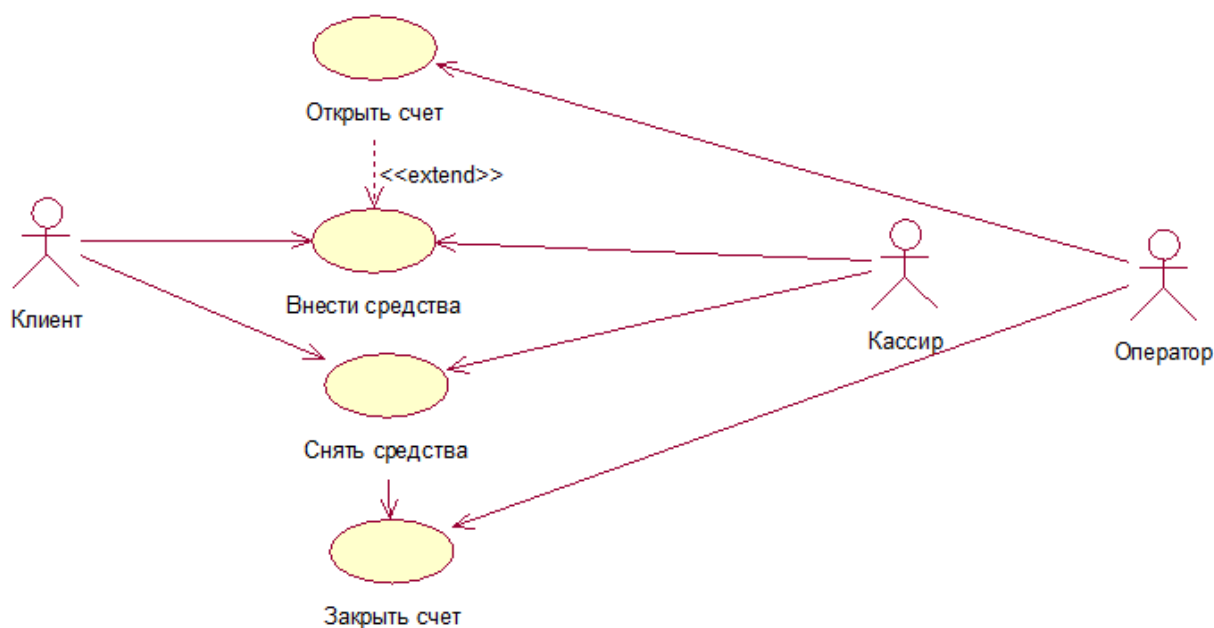 Открыть счет
<<extend>>
Клиент
Внести средства
Кассир
Оператор
Снять средства
Закрыть счет